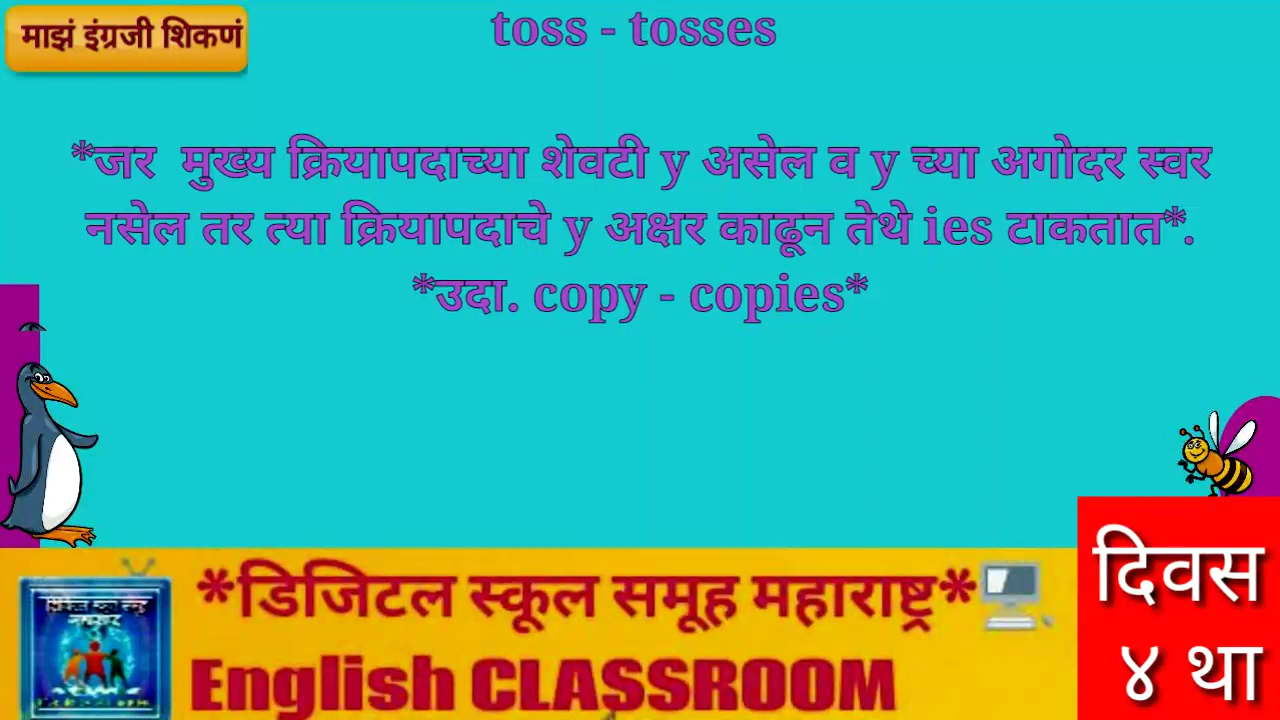 माझं इंग्रजी शिकणं
toss - tosses
*जर मुख्य क्रियापदाच्या शेवटी y असेल व y च्या अगोदर स्वर
नसेल तर त्या क्रियापदाचे y अक्षर काढून तेथे ies टाकतात*.
*उदा. copy - copies*
*डिजिटल स्कूल समूह महाराष्ट्र*
English CLASSROOM
दिवस
४ था